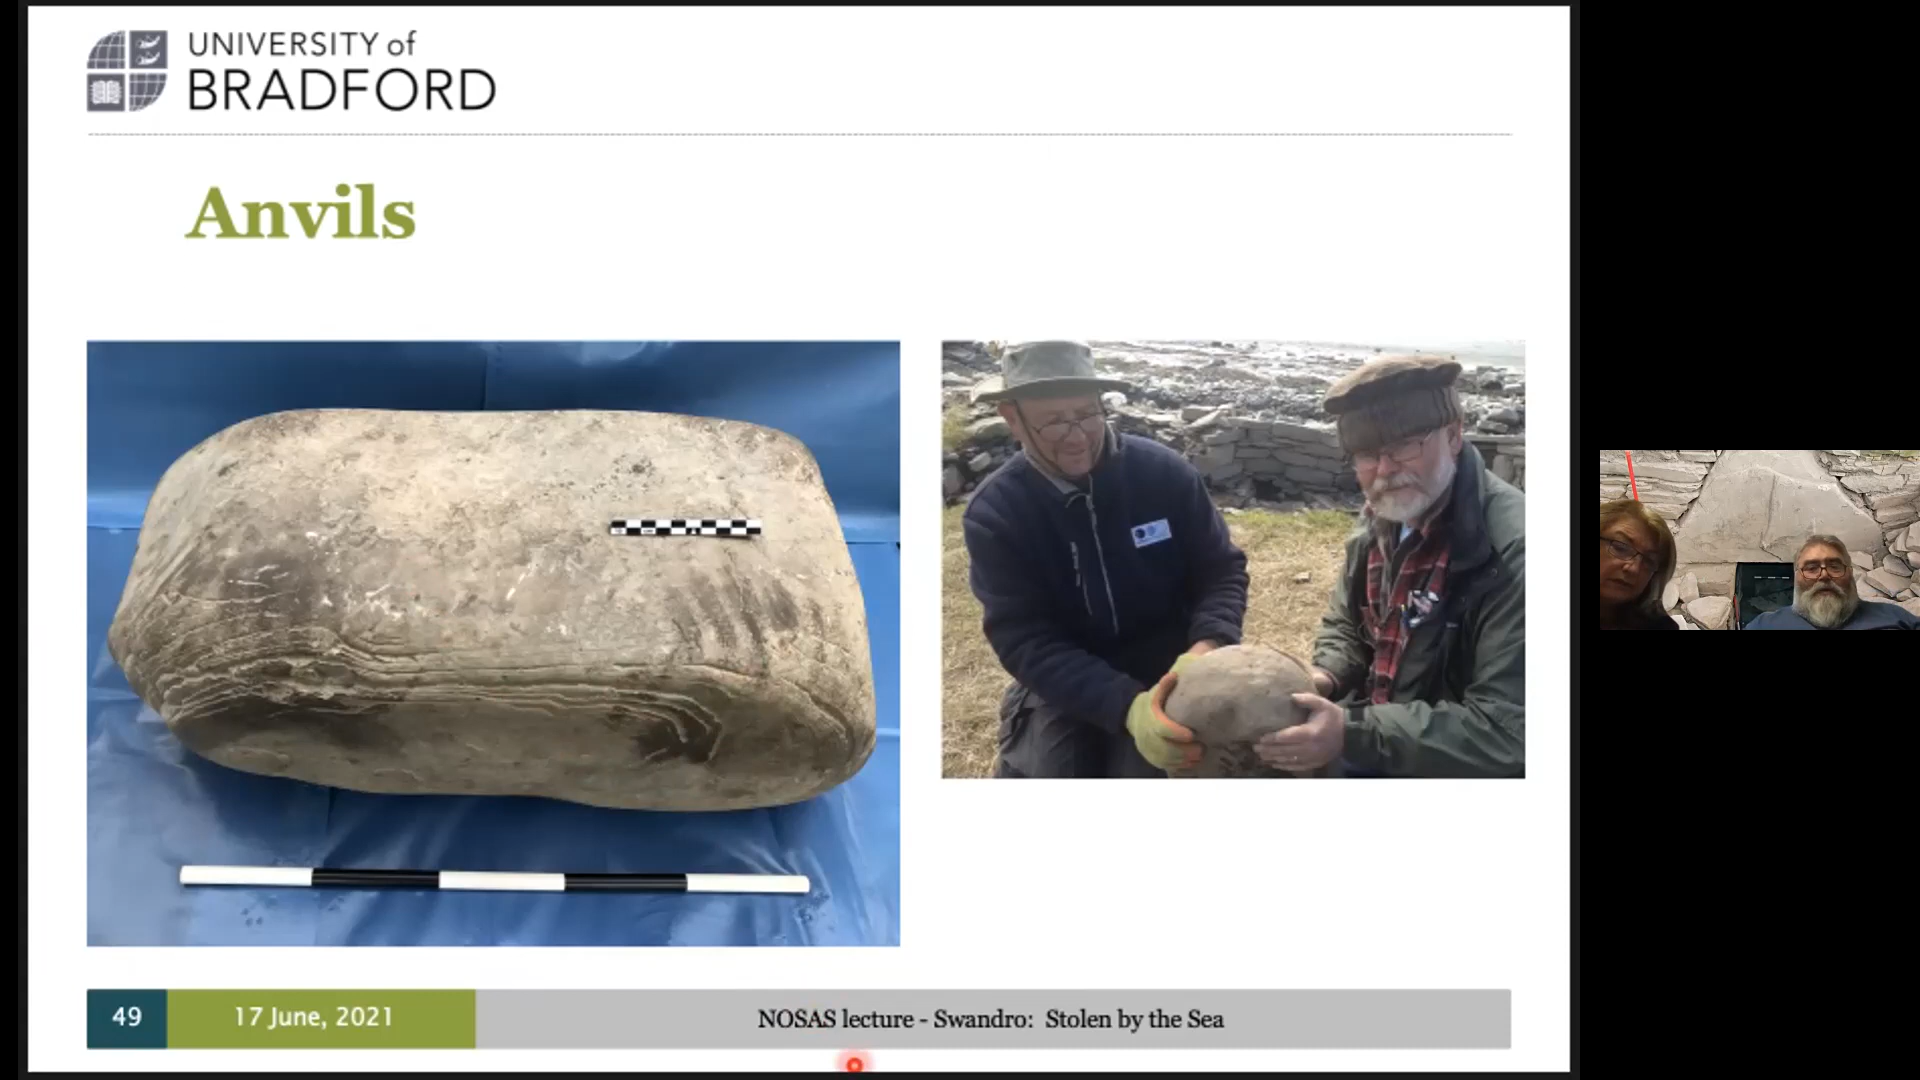 UNIVERSITY of
BRADFORD
Anvils
49
17 June, 2021
NOSAS lecture - Swandro: Stolen by the Sea